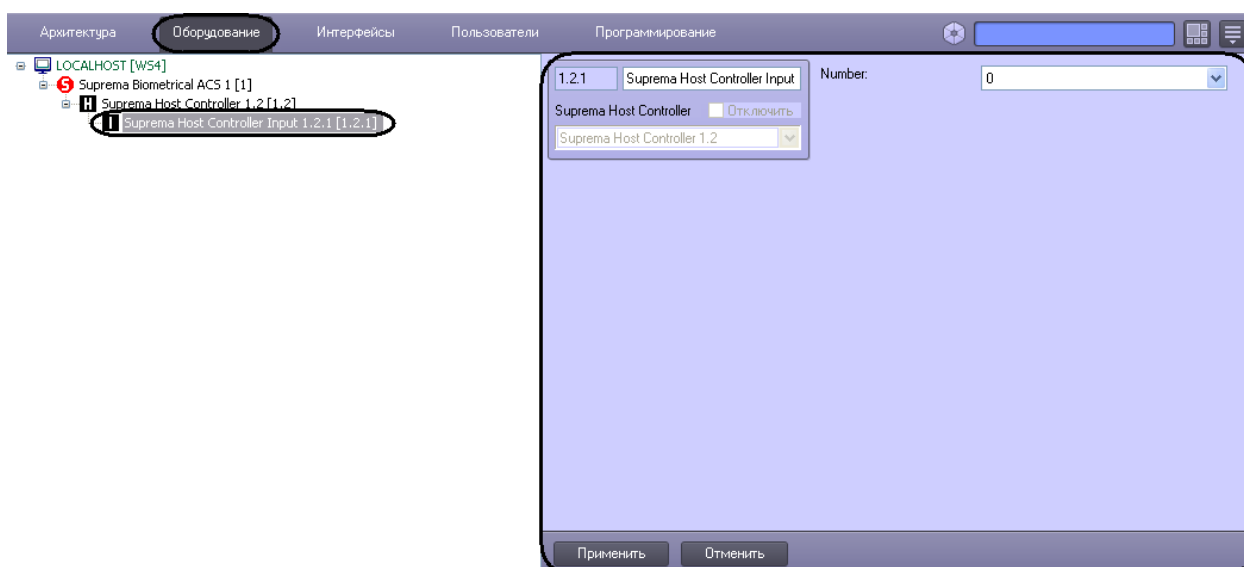 Архитектура Оборудование Интерфейсы Пользователи Программирование
LOCALHOST [WS4]
Suprema Biometrical ACS 1 [1]
Suprema Host Controller 1.2 [1.2]
Suprema Host Controller Input 1.2.1 [1.2.1]
1.2.1 Suprema Host Controller Input
Suprema Host Controller Отключить
Suprema Host Controller 1.2
Number: 0
Применить Отменить